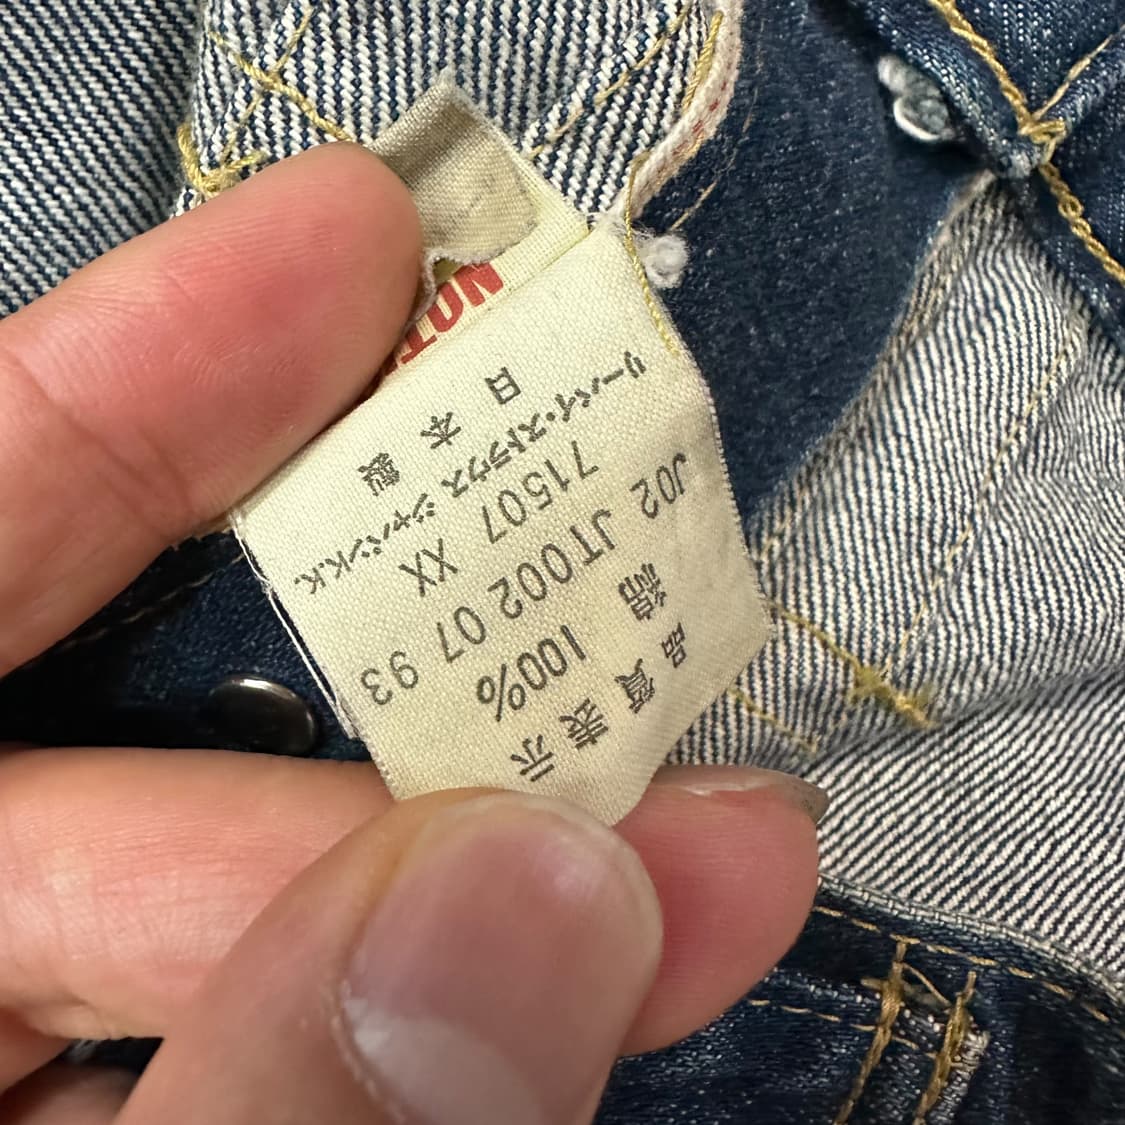 品質表示
綿 100%
J02 JT002 07 93
71507 XX
リーバイ・ストラウス ジャパンK.K.
日本製
NOT